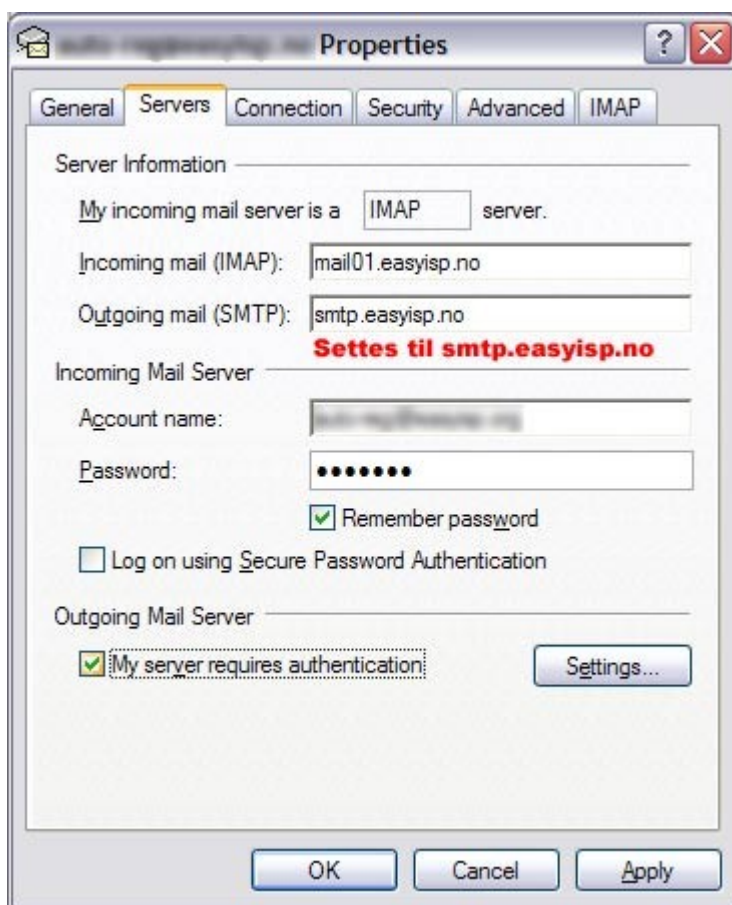 Properties
General Servers Connection Security Advanced IMAP
Server Information
My incoming mail server is a IMAP server.
Incoming mail (IMAP): mail01.easyisp.no
Outgoing mail (SMTP): smtp.easyisp.no
Settes til smtp.easyisp.no
Incoming Mail Server
Account name:
Password: •••••••
Remember password
Log on using Secure Password Authentication
Outgoing Mail Server
My server requires authentication Settings...
OK Cancel Apply